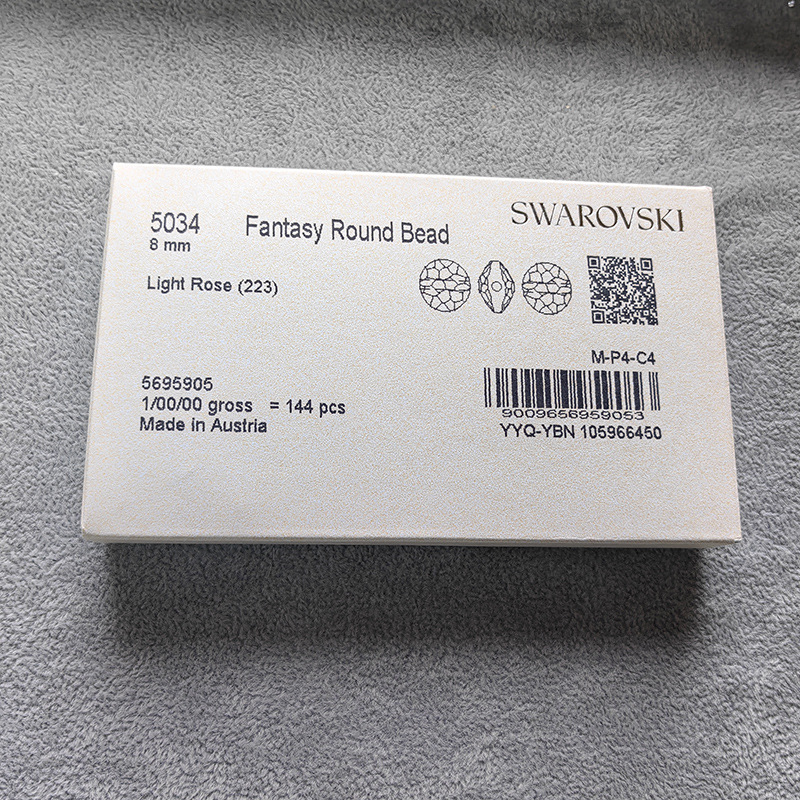 SWAROVSKI
5034 Fantasy Round Bead
8 mm
Light Rose (223)
M-P4-C4
5695905
1/00/00 gross = 144 pcs
Made in Austria
9009656959053
YYQ-YBN 105966450